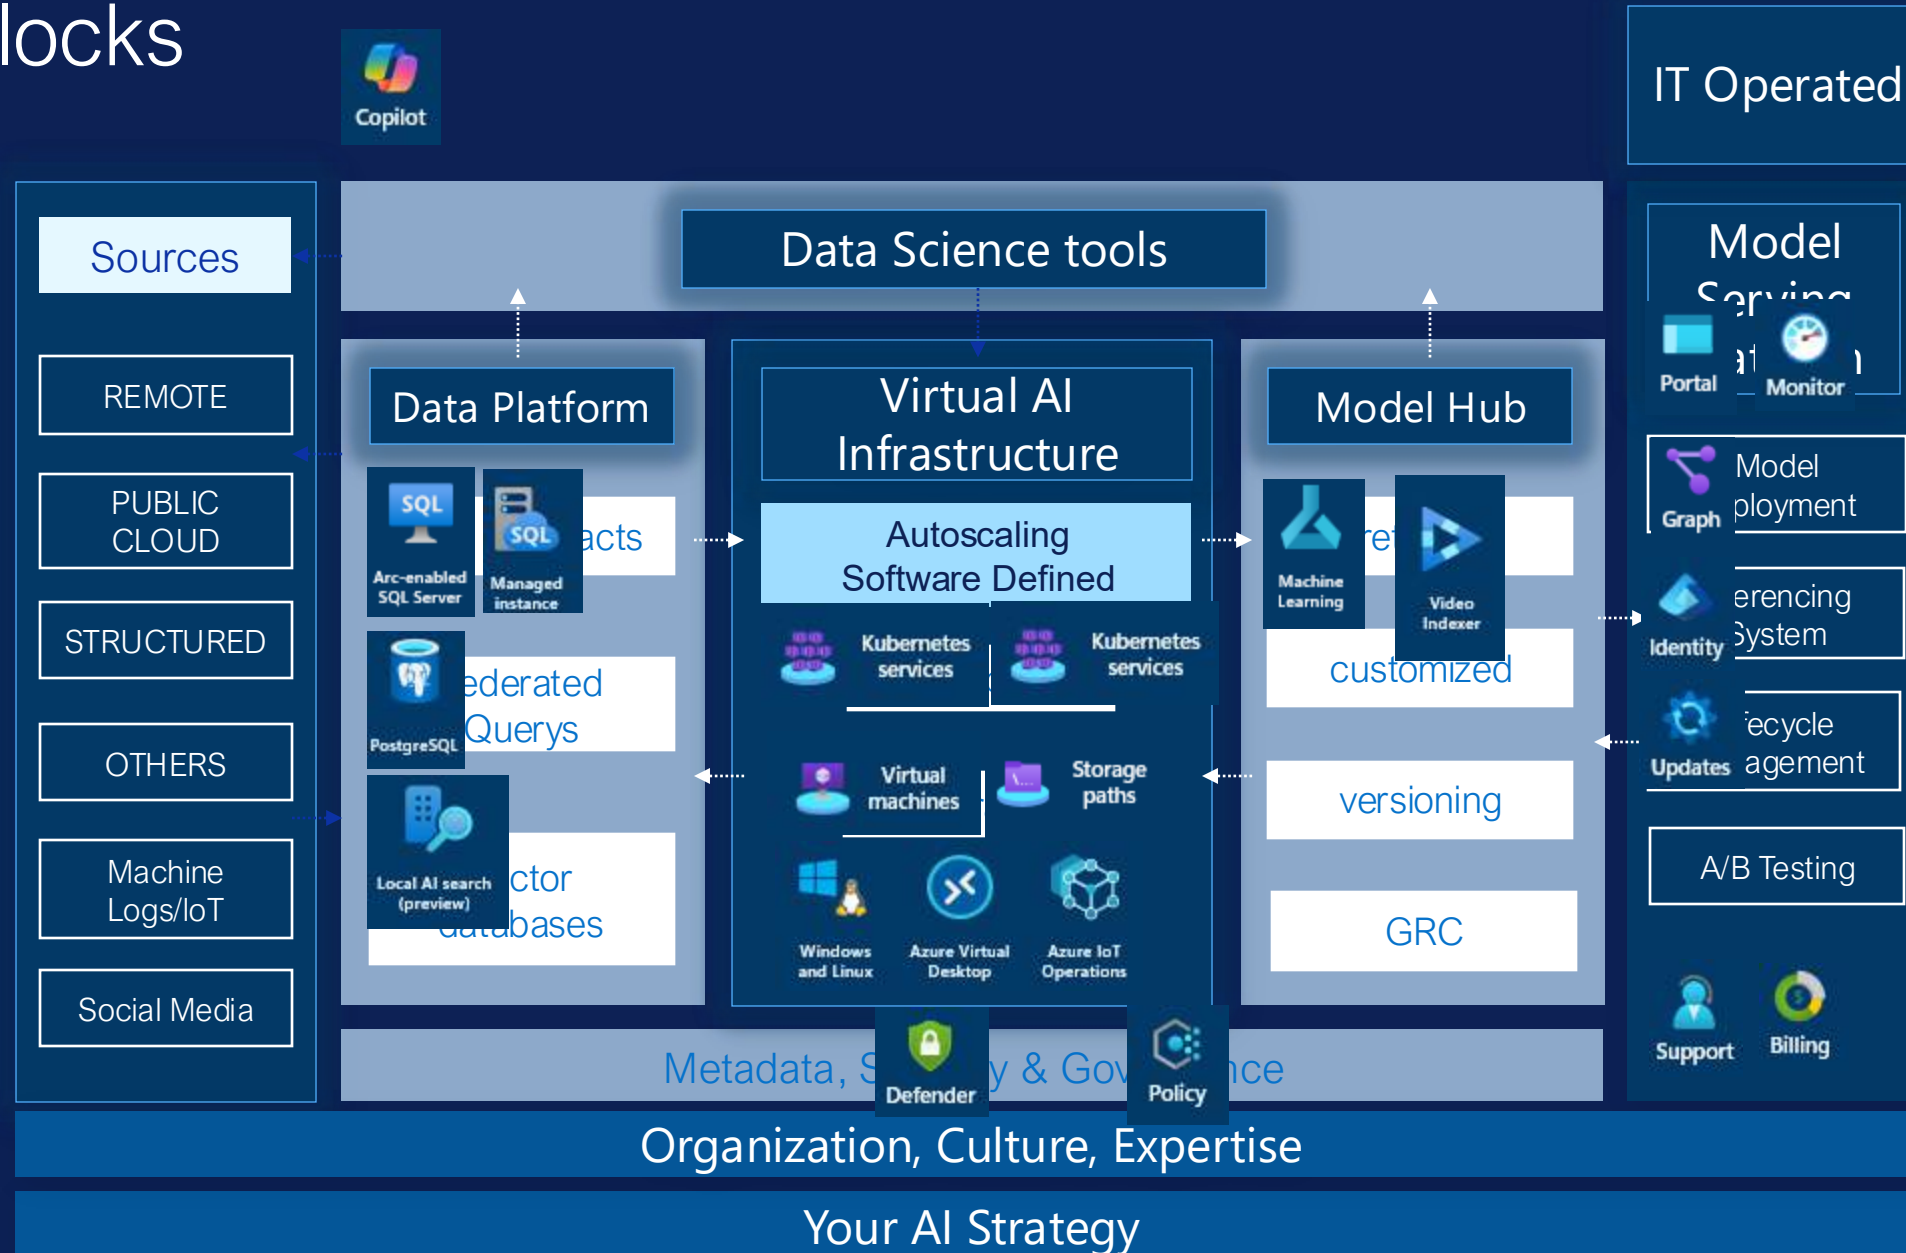 locks
Copilot
IT Operated
Sources
REMOTE
PUBLIC
CLOUD
STRUCTURED
OTHERS
Machine
Logs/IoT
Social Media
Data Science tools
Data Platform
SQL
Arc-enabled
SQL Server
SQL
Managed
instance
acts
PostgreSQL
ederated
Querys
Local AI search
(preview)
ctor
databases
Virtual AI
Infrastructure
Autoscaling
Software Defined
Kubernetes
services
Kubernetes
services
Virtual
machines
Storage
paths
Windows
and Linux
Azure Virtual
Desktop
Azure IoT
Operations
Model Hub
Machine
Learning
ret
Video
Indexer
customized
versioning
GRC
Model
Serving
Portal
Monitor
Graph
Model
ployment
Identity
erencing
System
Updates
ecycle
agement
A/B Testing
Support
Billing
Metadata, S y & Gov nce
Defender
Policy
Organization, Culture, Expertise
Your AI Strategy